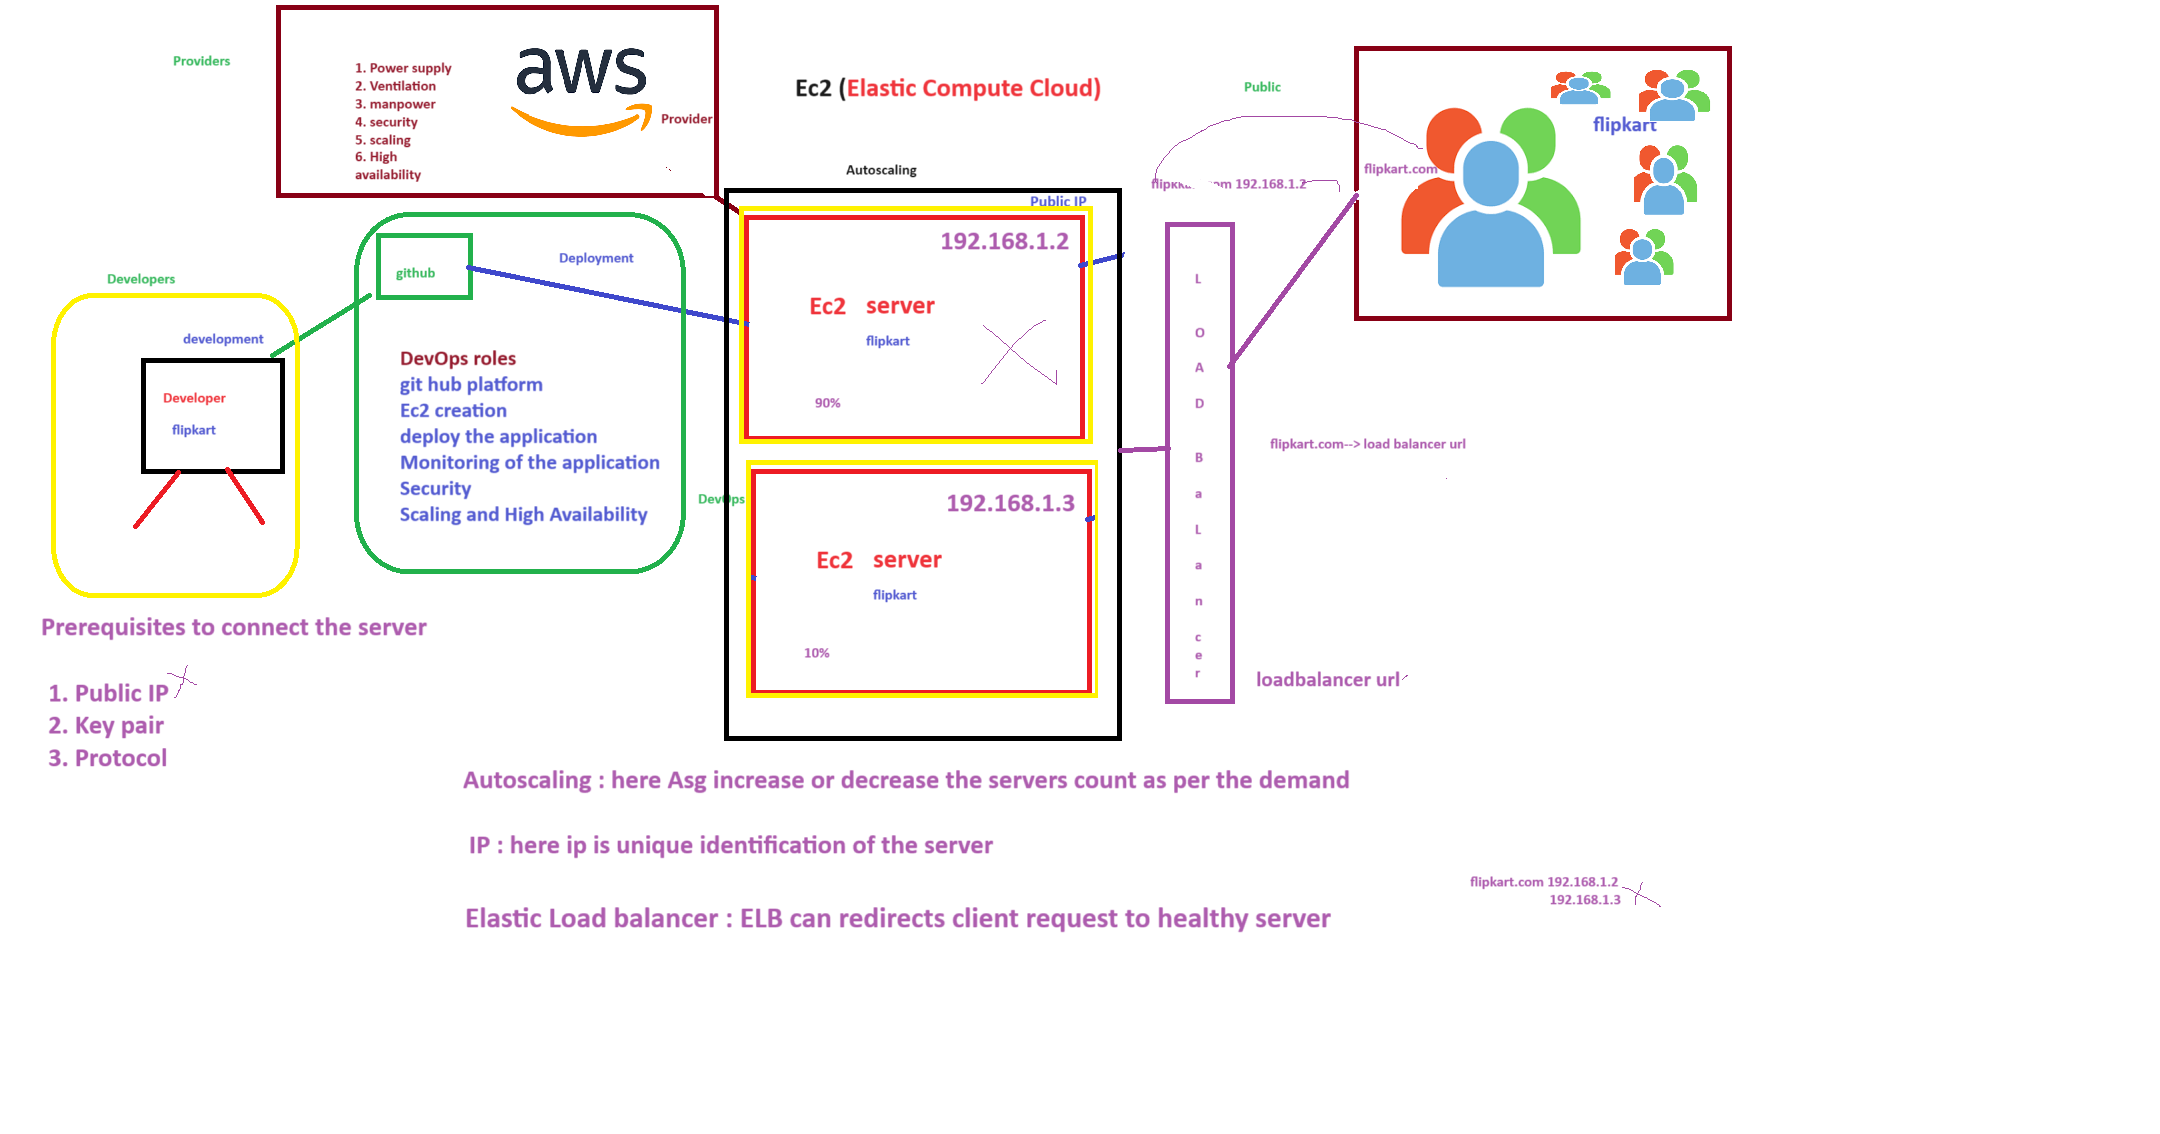 Providers
1. Power supply
2. Ventilation
3. manpower
4. security
5. scaling
6. High
availability
aws
Provider
Ec2 (Elastic Compute Cloud)
Public
flipkart
Autoscaling
flipkart.com
192.168.1.2
Public IP
192.168.1.2
Ec2 server
flipkart
90%
192.168.1.3
Ec2 server
flipkart
10%
github
Deployment
Developers
development
Developer
flipkart
DevOps roles
git hub platform
Ec2 creation
deploy the application
Monitoring of the application
Security
Scaling and High Availability
DevOps
L
O
A
D
B
a
L
a
n
c
e
r
flipkart.com--> load balancer url
loadbalancer url
Prerequisites to connect the server
1. Public IP
2. Key pair
3. Protocol
Autoscaling : here Asg increase or decrease the servers count as per the demand
IP : here ip is unique identification of the server
Elastic Load balancer : ELB can redirects client request to healthy server
flipkart.com 192.168.1.2
192.168.1.3